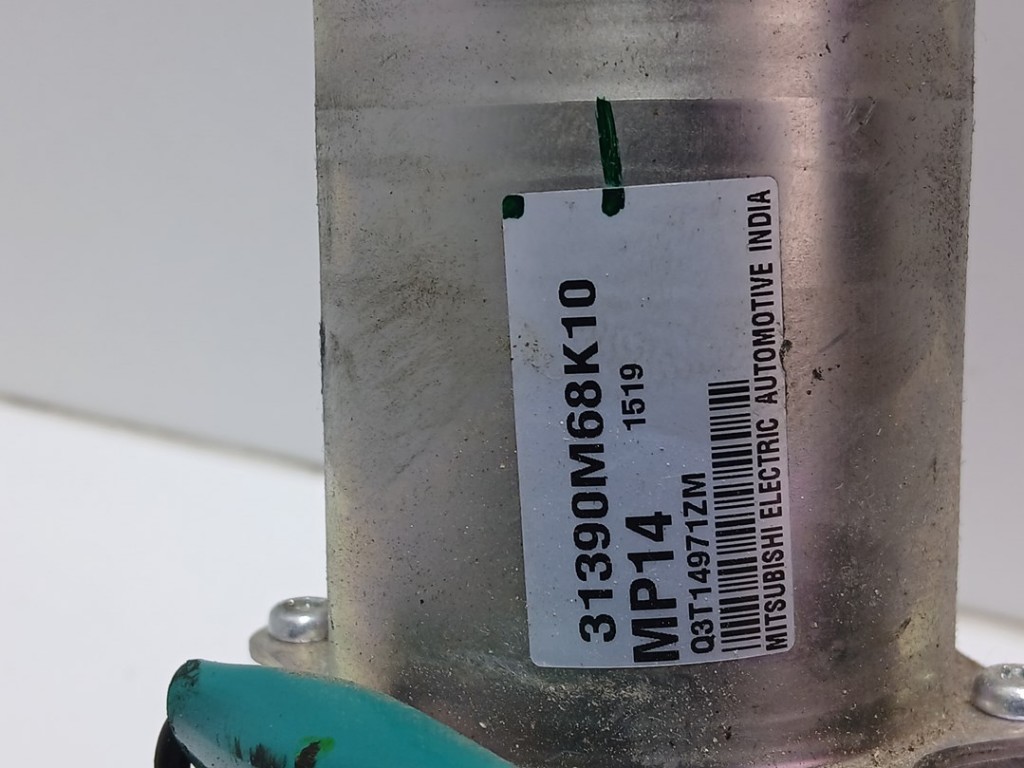 31390M68K10
MP14 1519
Q3T14971ZM
MITSUBISHI ELECTRIC AUTOMOTIVE INDIA